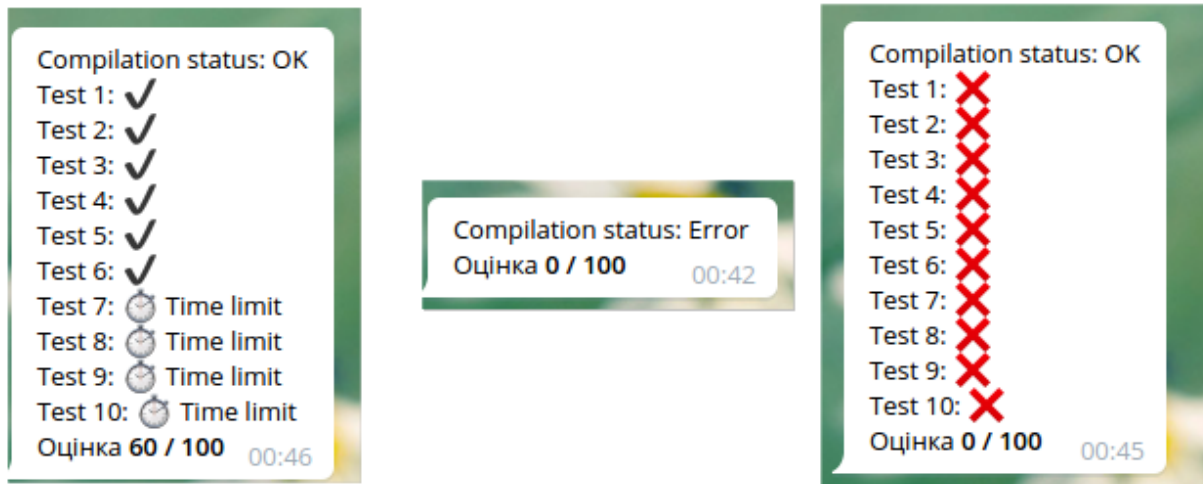 Compilation status: OK
Test 1: ✔
Test 2: ✔
Test 3: ✔
Test 4: ✔
Test 5: ✔
Test 6: ✔
Test 7: ⏱ Time limit
Test 8: ⏱ Time limit
Test 9: ⏱ Time limit
Test 10: ⏱ Time limit
Оцінка 60 / 100 00:46
Compilation status: Error
Оцінка 0 / 100 00:42
Compilation status: OK
Test 1: ❌
Test 2: ❌
Test 3: ❌
Test 4: ❌
Test 5: ❌
Test 6: ❌
Test 7: ❌
Test 8: ❌
Test 9: ❌
Test 10: ❌
Оцінка 0 / 100 00:45